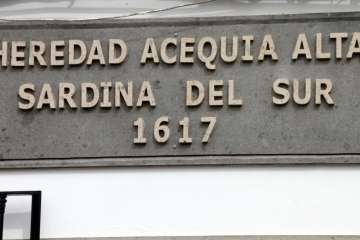 HEREDAD ACEQUIA ALTA
SARDINA DEL SUR
1617